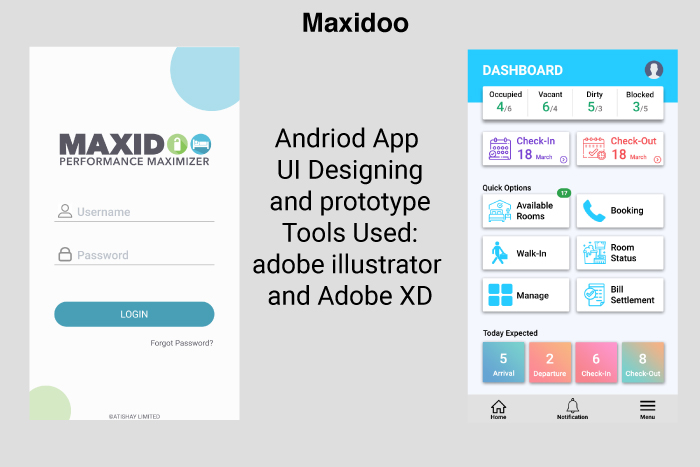 Maxidoo
MAXIDOO
PERFORMANCE MAXIMIZER
Username
Password
LOGIN
Forgot Password?
©ATISHAY LIMITED
Andriod App
UI Designing
and prototype
Tools Used:
adobe illustrator
and Adobe XD
DASHBOARD
Occupied Vacant Dirty Blocked
4/6 6/4 5/3 3/5
Check-In Check-Out
18 March 18 March
Quick Options
17
Available
Rooms
Booking
Walk-In
Room
Status
Manage
Bill
Settlement
Today Expected
5 2 6 8
Arrival Departure Check-in Check-Out
Home Notification Menu